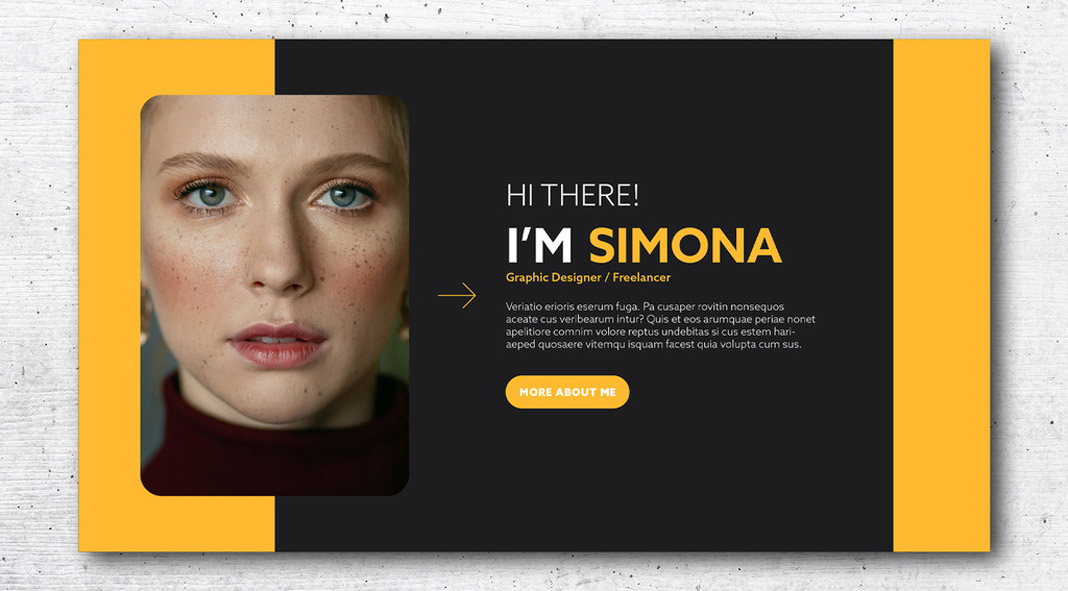 HI THERE!
I'M SIMONA
Graphic Designer / Freelancer
Veriatio erioris eserum fuga. Pa cusaper rovitin nonsequos
aceate cus veribearum intur? Quis et eos arumquae periae nonet
apelitiore comnim volore reptus undebitas si cus estem hari-
aeped quosaere vitemqu isquam facest quia volupta cum sus.
MORE ABOUT ME